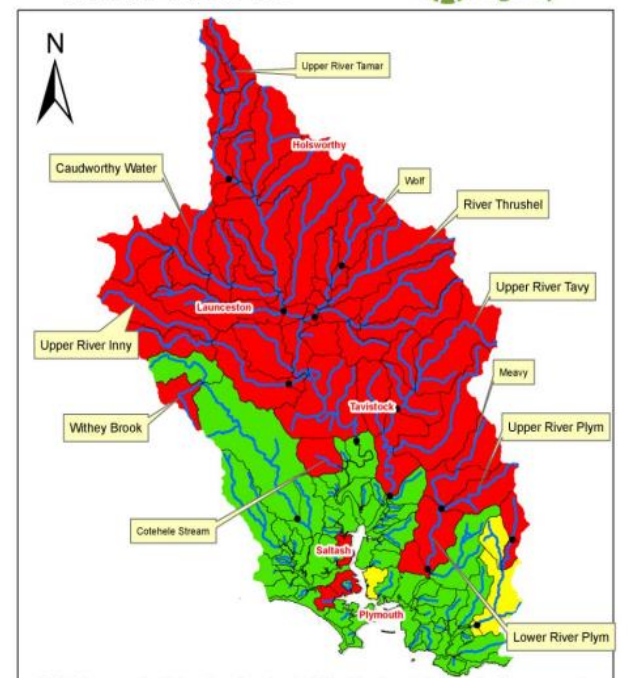 N
Upper River Tamar
Holsworthy
Caudworthy Water
Wolf
River Thrushel
Launceston
Upper River Tavy
Upper River Inny
Meavy
Tavistock
Withey Brook
Upper River Plym
Cotehele Stream
Saltash
Plymouth
Lower River Plym